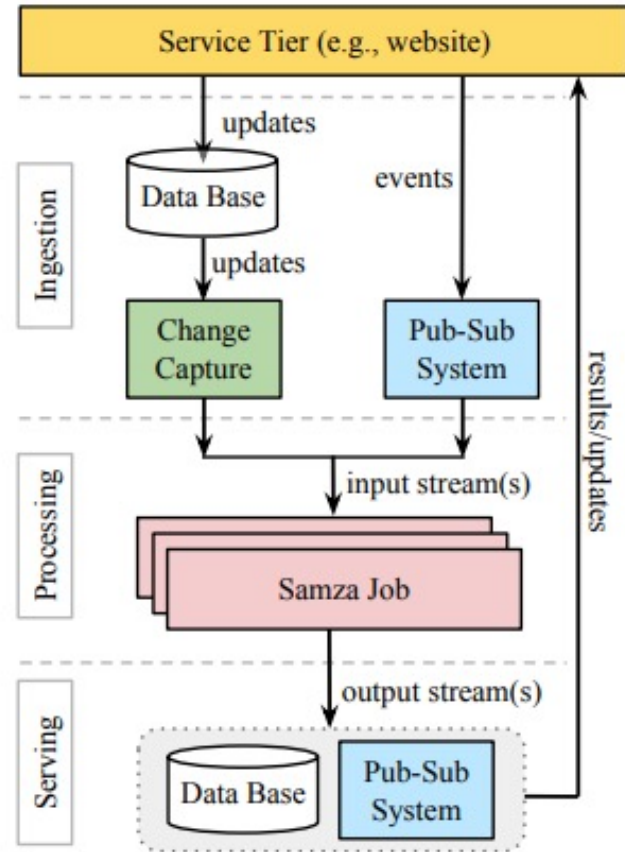 Service Tier (e.g., website)
updates
Data Base
events
updates
Ingestion
Change
Capture
Pub-Sub
System
results/updates
input stream(s)
Processing
Samza Job
output stream(s)
Serving
Data Base
Pub-Sub
System